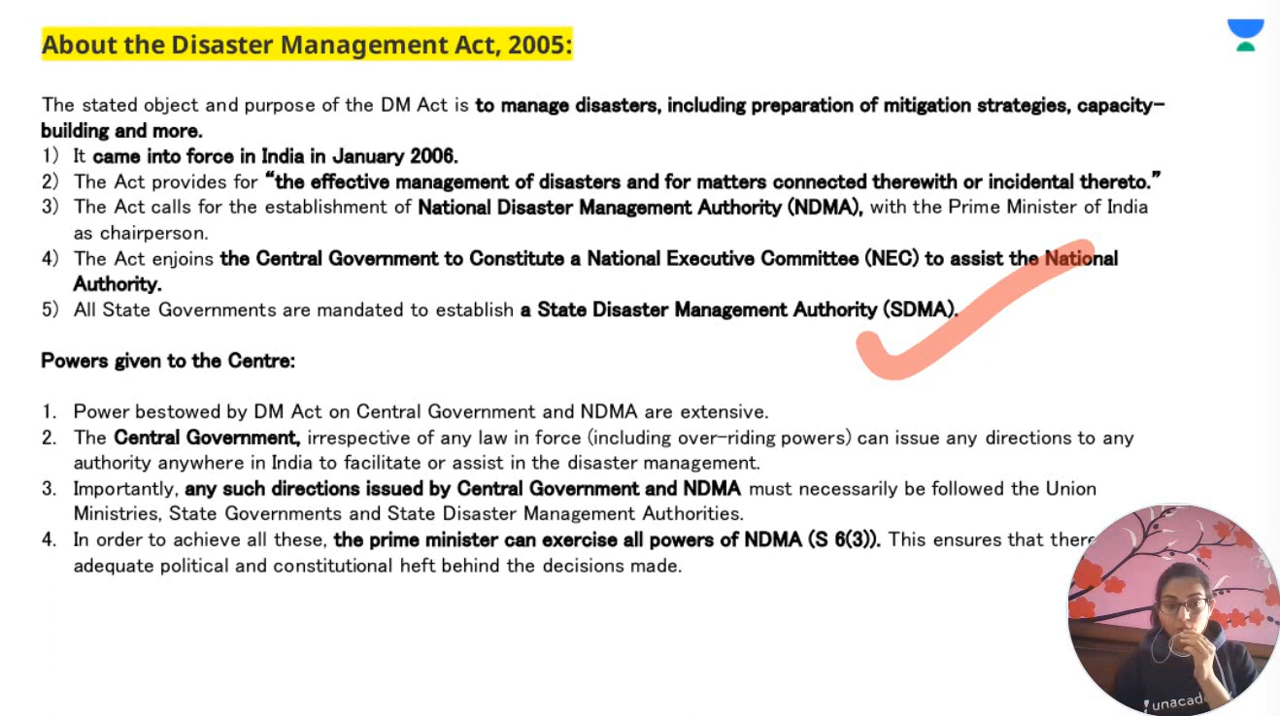 About the Disaster Management Act, 2005:
The stated object and purpose of the DM Act is to manage disasters, including preparation of mitigation strategies, capacity-
building and more.
1) It came into force in India in January 2006.
2) The Act provides for “the effective management of disasters and for matters connected therewith or incidental thereto.”
3) The Act calls for the establishment of National Disaster Management Authority (NDMA), with the Prime Minister of India
as chairperson.
4) The Act enjoins the Central Government to Constitute a National Executive Committee (NEC) to assist the National
Authority.
5) All State Governments are mandated to establish a State Disaster Management Authority (SDMA).
Powers given to the Centre:
1. Power bestowed by DM Act on Central Government and NDMA are extensive.
2. The Central Government, irrespective of any law in force (including over-riding powers) can issue any directions to any
authority anywhere in India to facilitate or assist in the disaster management.
3. Importantly, any such directions issued by Central Government and NDMA must necessarily be followed the Union
Ministries, State Governments and State Disaster Management Authorities.
4. In order to achieve all these, the prime minister can exercise all powers of NDMA (S 6(3)). This ensures that there
adequate political and constitutional heft behind the decisions made.
unacad